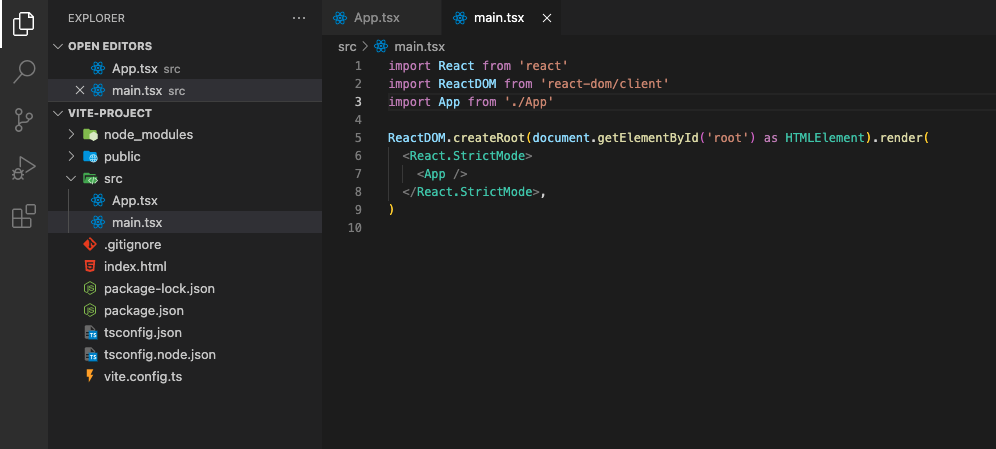 EXPLORER
OPEN EDITORS
App.tsx src
main.tsx src
VITE-PROJECT
node_modules
public
src
App.tsx
main.tsx
.gitignore
index.html
package-lock.json
package.json
tsconfig.json
tsconfig.node.json
vite.config.ts
App.tsx main.tsx
src main.tsx
1 import React from 'react'
2 import ReactDOM from 'react-dom/client'
3 import App from './App'
4
5 ReactDOM.createRoot(document.getElementById('root') as HTMLElement).render(
6 <React.StrictMode>
7 <App />
8 </React.StrictMode>,
9 )
10